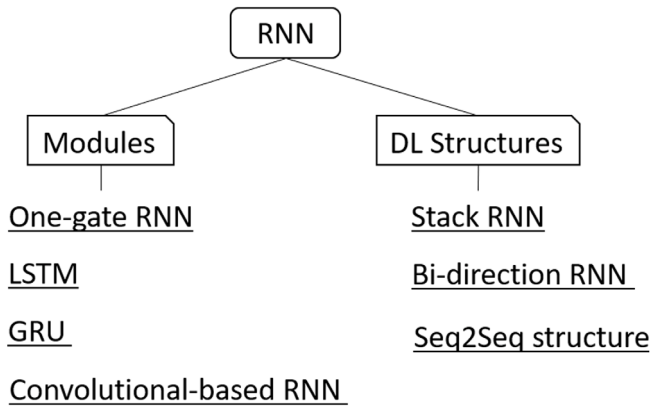 RNN
Modules
DL Structures
One-gate RNN
Stack RNN
LSTM
Bi-direction RNN
GRU
Seq2Seq structure
Convolutional-based RNN